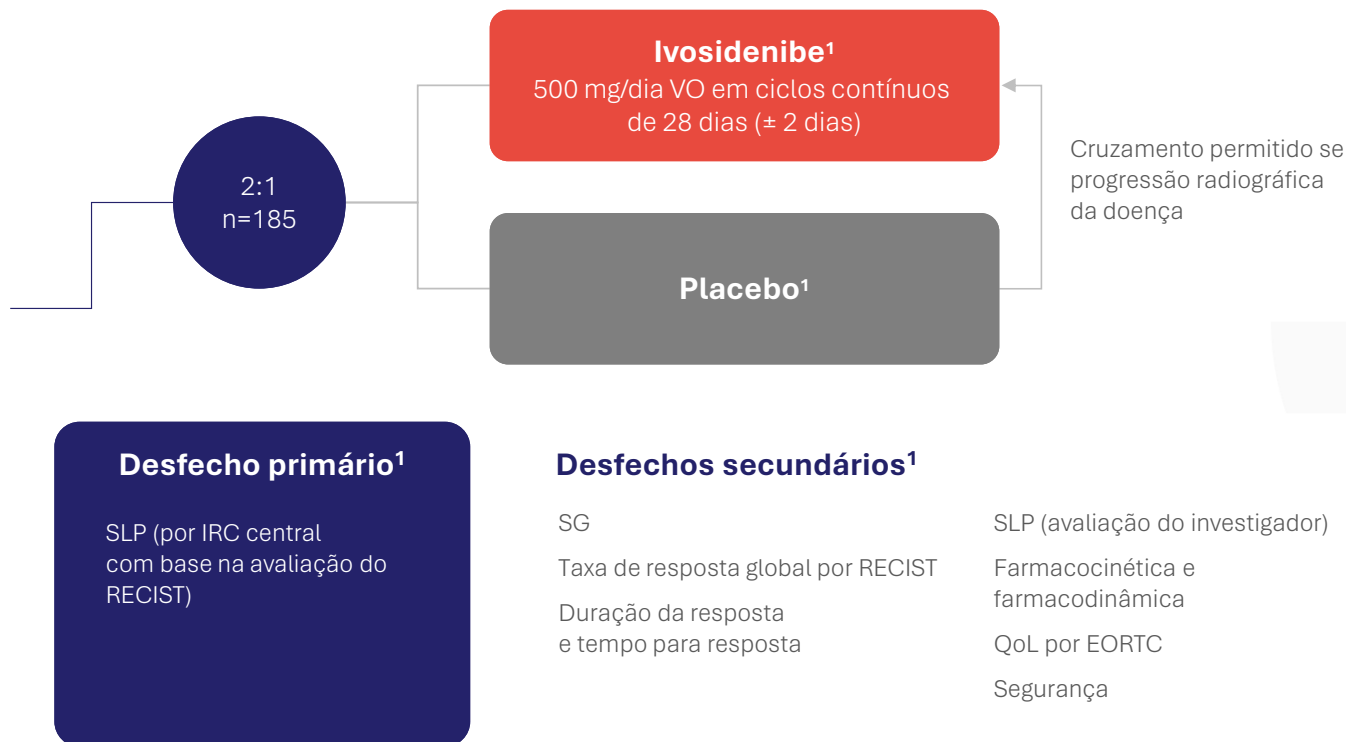 Ivosidenibe¹
500 mg/dia VO em ciclos contínuos
de 28 dias (± 2 dias)
2:1
n=185
Cruzamento permitido se
progressão radiográfica
da doença
Placebo¹
Desfecho primário¹
SLP (por IRC central
com base na avaliação do
RECIST)
Desfechos secundários¹
SG
Taxa de resposta global por RECIST
Duração da resposta
e tempo para resposta
SLP (avaliação do investigador)
Farmacocinética e
farmacodinâmica
QoL por EORTC
Segurança